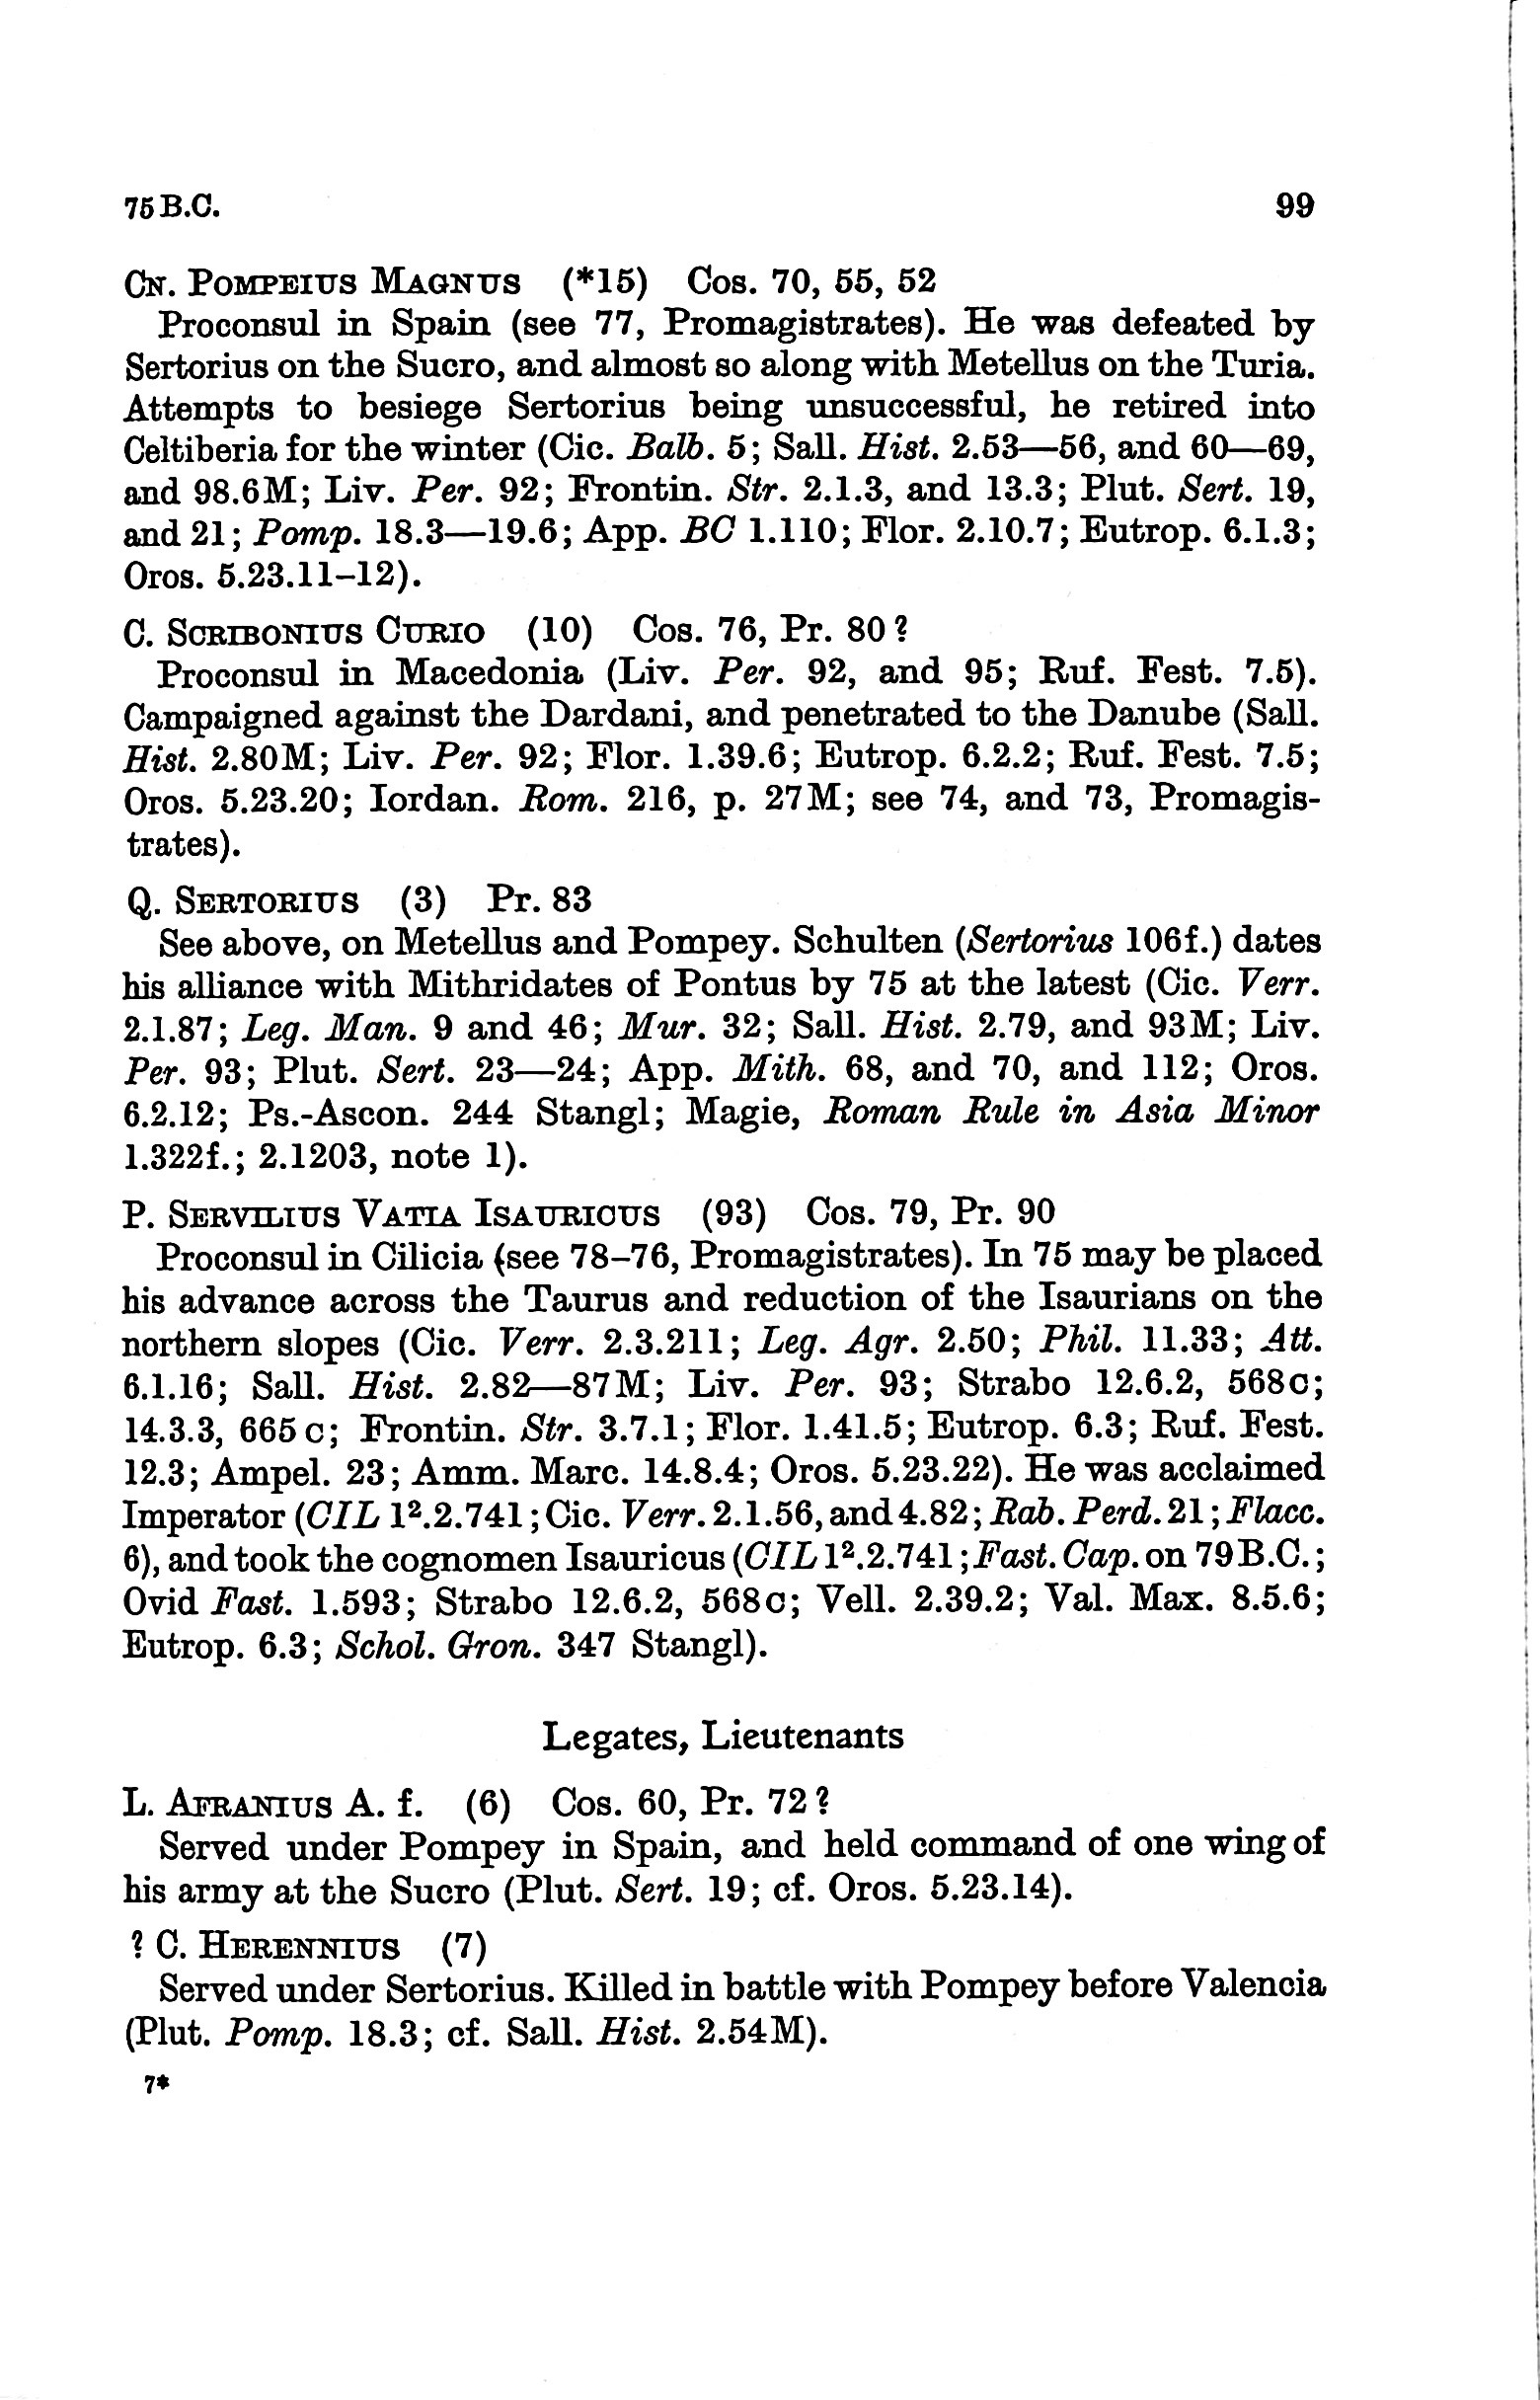 75 B.C. 99
CN. POMPEIUS MAGNUS (*15) Cos. 70, 55, 52
Proconsul in Spain (see 77, Promagistrates). He was defeated by
Sertorius on the Sucro, and almost so along with Metellus on the Turia.
Attempts to besiege Sertorius being unsuccessful, he retired into
Celtiberia for the winter (Cic. Balb. 5; Sall. Hist. 2.53—56, and 60—69,
and 98.6M; Liv. Per. 92; Frontin. Str. 2.1.3, and 13.3; Plut. Sert. 19,
and 21; Pomp. 18.3—19.6; App. BC 1.110; Flor. 2.10.7; Eutrop. 6.1.3;
Oros. 5.23.11–12).
C. SCRIBONIUS CURIO (10) Cos. 76, Pr. 80?
Proconsul in Macedonia (Liv. Per. 92, and 95; Ruf. Fest. 7.5).
Campaigned against the Dardani, and penetrated to the Danube (Sall.
Hist. 2.80M; Liv. Per. 92; Flor. 1.39.6; Eutrop. 6.2.2; Ruf. Fest. 7.5;
Oros. 5.23.20; Iordan. Rom. 216, p. 27M; see 74, and 73, Promagis-
trates).
Q. SERTORIUS (3) Pr. 83
See above, on Metellus and Pompey. Schulten (Sertorius 106f.) dates
his alliance with Mithridates of Pontus by 75 at the latest (Cic. Verr.
2.1.87; Leg. Man. 9 and 46; Mur. 32; Sall. Hist. 2.79, and 93M; Liv.
Per. 93; Plut. Sert. 23—24; App. Mith. 68, and 70, and 112; Oros.
6.2.12; Ps.-Ascon. 244 Stangl; Magie, Roman Rule in Asia Minor
1.322f.; 2.1203, note 1).
P. SERVILIUS VATIA ISAURICUS (93) Cos. 79, Pr. 90
Proconsul in Cilicia (see 78–76, Promagistrates). In 75 may be placed
his advance across the Taurus and reduction of the Isaurians on the
northern slopes (Cic. Verr. 2.3.211; Leg. Agr. 2.50; Phil. 11.33; Att.
6.1.16; Sall. Hist. 2.82—87M; Liv. Per. 93; Strabo 12.6.2, 568c;
14.3.3, 665c; Frontin. Str. 3.7.1; Flor. 1.41.5; Eutrop. 6.3; Ruf. Fest.
12.3; Ampel. 23; Amm. Marc. 14.8.4; Oros. 5.23.22). He was acclaimed
Imperator (CIL 1².2.741; Cic. Verr. 2.1.56, and 4.82; Rab. Perd. 21; Flacc.
6), and took the cognomen Isauricus (CIL 1².2.741; Fast. Cap. on 79 B.C.;
Ovid Fast. 1.593; Strabo 12.6.2, 568c; Vell. 2.39.2; Val. Max. 8.5.6;
Eutrop. 6.3; Schol. Gron. 347 Stangl).
Legates, Lieutenants
L. AFRANIUS A. f. (6) Cos. 60, Pr. 72?
Served under Pompey in Spain, and held command of one wing of
his army at the Sucro (Plut. Sert. 19; cf. Oros. 5.23.14).
? C. HERENNIUS (7)
Served under Sertorius. Killed in battle with Pompey before Valencia
(Plut. Pomp. 18.3; cf. Sall. Hist. 2.54M).
7*